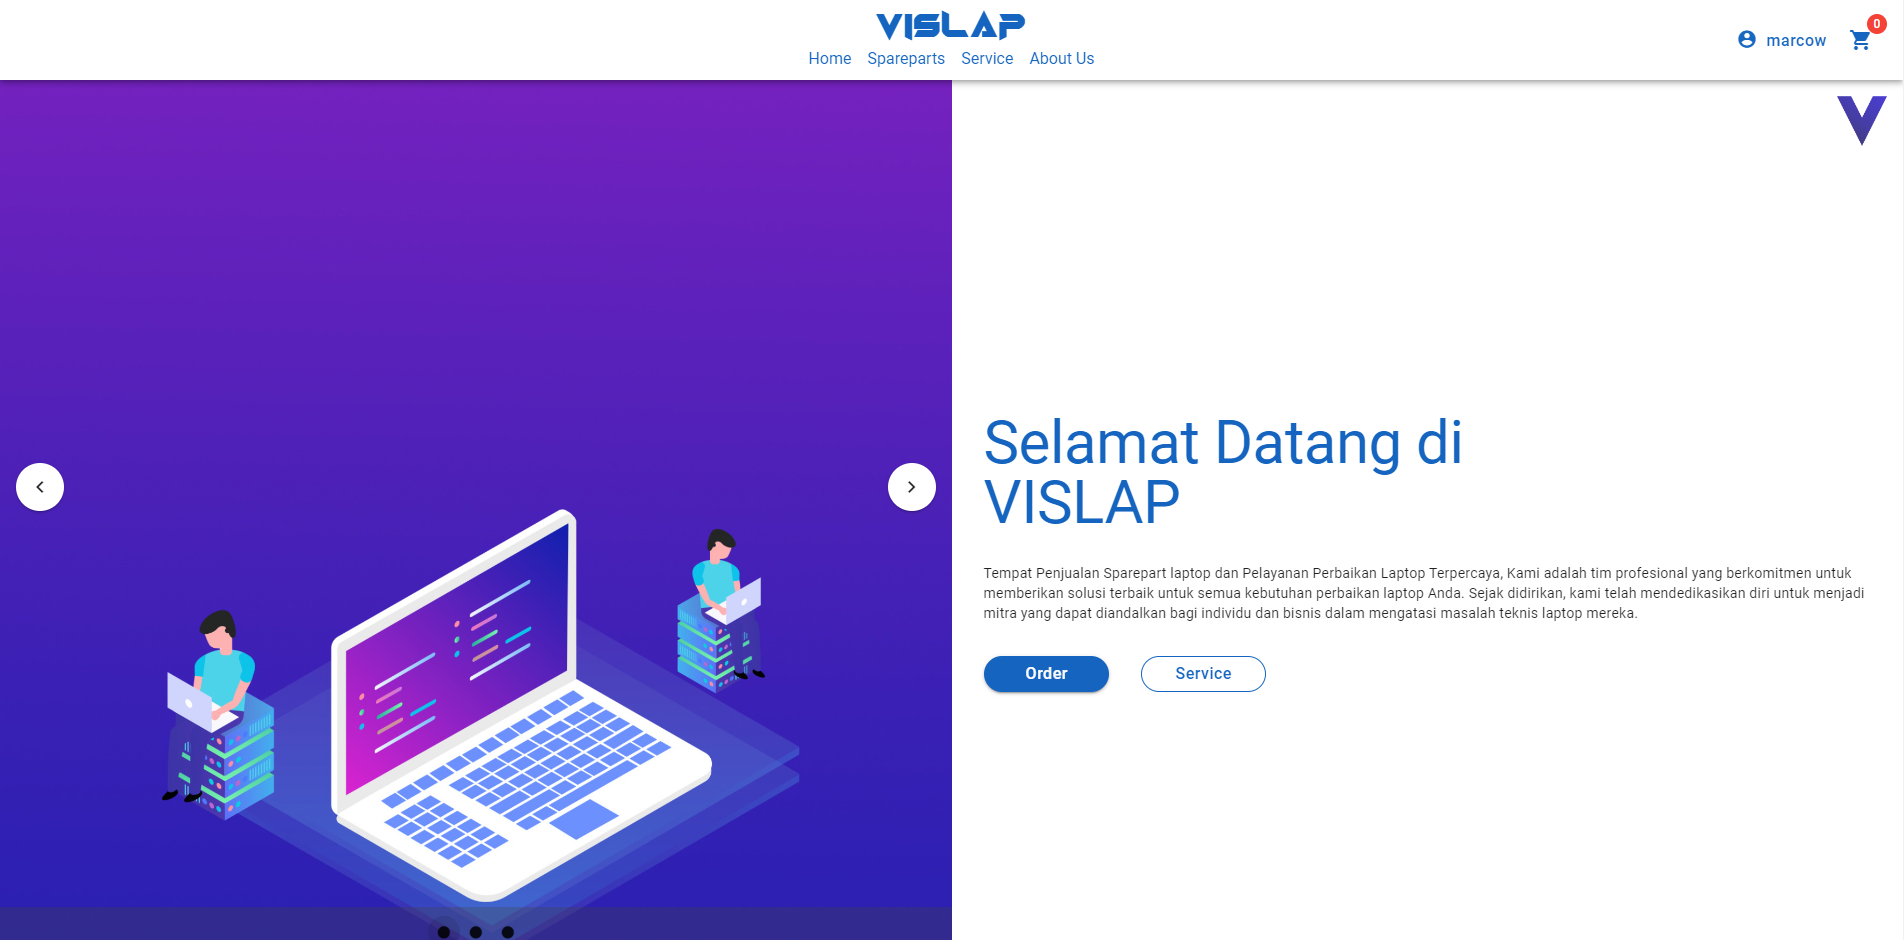 VISLAP
Home Spareparts Service About Us
marcow
0
V
Selamat Datang di
VISLAP
Tempat Penjualan Sparepart laptop dan Pelayanan Perbaikan Laptop Terpercaya, Kami adalah tim profesional yang berkomitmen untuk
memberikan solusi terbaik untuk semua kebutuhan perbaikan laptop Anda. Sejak didirikan, kami telah mendedikasikan diri untuk menjadi
mitra yang dapat diandalkan bagi individu dan bisnis dalam mengatasi masalah teknis laptop mereka.
Order Service